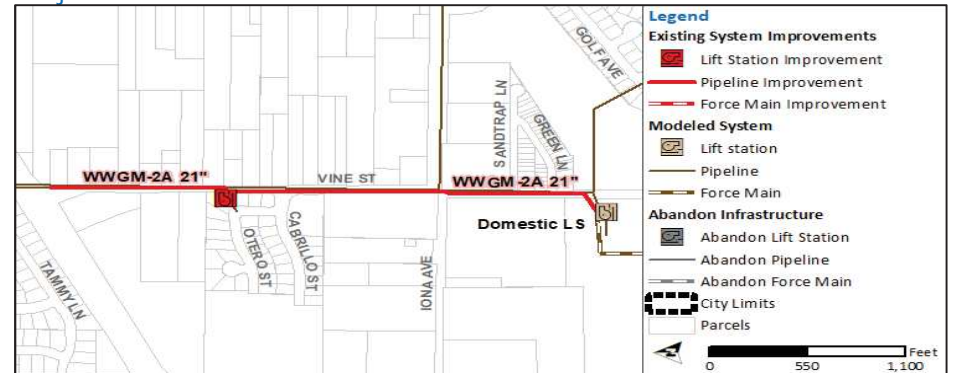 GOLF AVE
SANDTRAP LN
GREEN LN
WWGM-2A 21"
VINE ST
WWGM-2A 21"
Domestic LS
OTERO ST
CABRILLO ST
IONA AVE
TAMMY LN
Legend
Existing System Improvements
Lift Station Improvement
Pipeline Improvement
Force Main Improvement
Modeled System
Lift station
Pipeline
Force Main
Abandon Infrastructure
Abandon Lift Station
Abandon Pipeline
Abandon Force Main
City Limits
Parcels
Feet
0 550 1,100